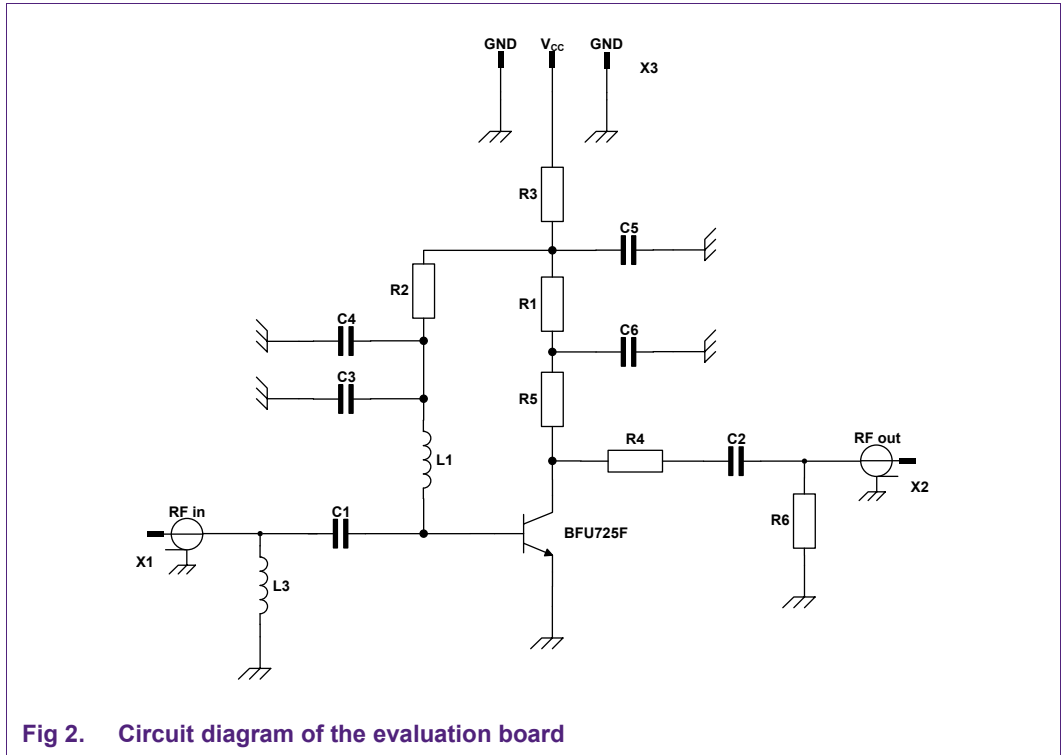 GND V_CC GND
X3
R3
C5
R2
R1
C4
C6
C3
R5
L1
R4
C2
RF out
X2
R6
RF in
C1
BFU725F
X1
L3
Fig 2. Circuit diagram of the evaluation board